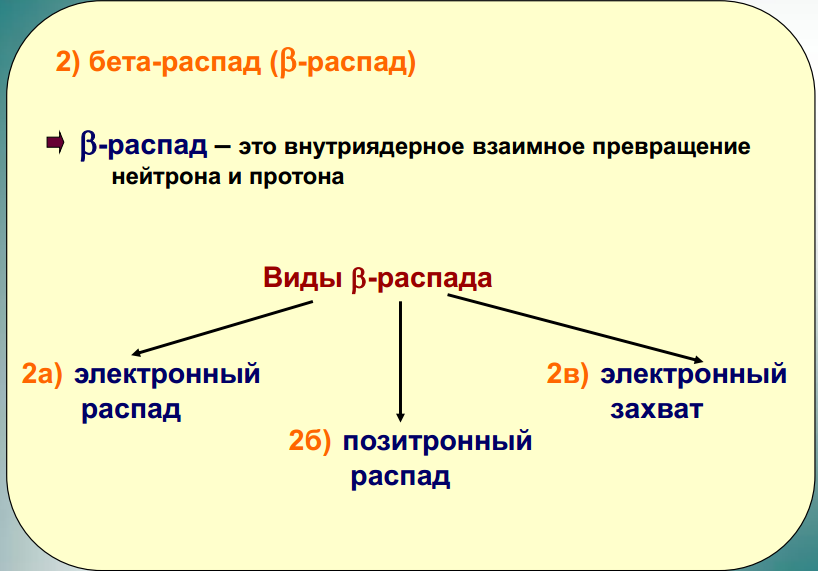 2) бета-распад (β-распад)
β-распад – это внутриядерное взаимное превращение
нейтрона и протона
Виды β-распада
2а) электронный
распад
2б) позитронный
распад
2в) электронный
захват